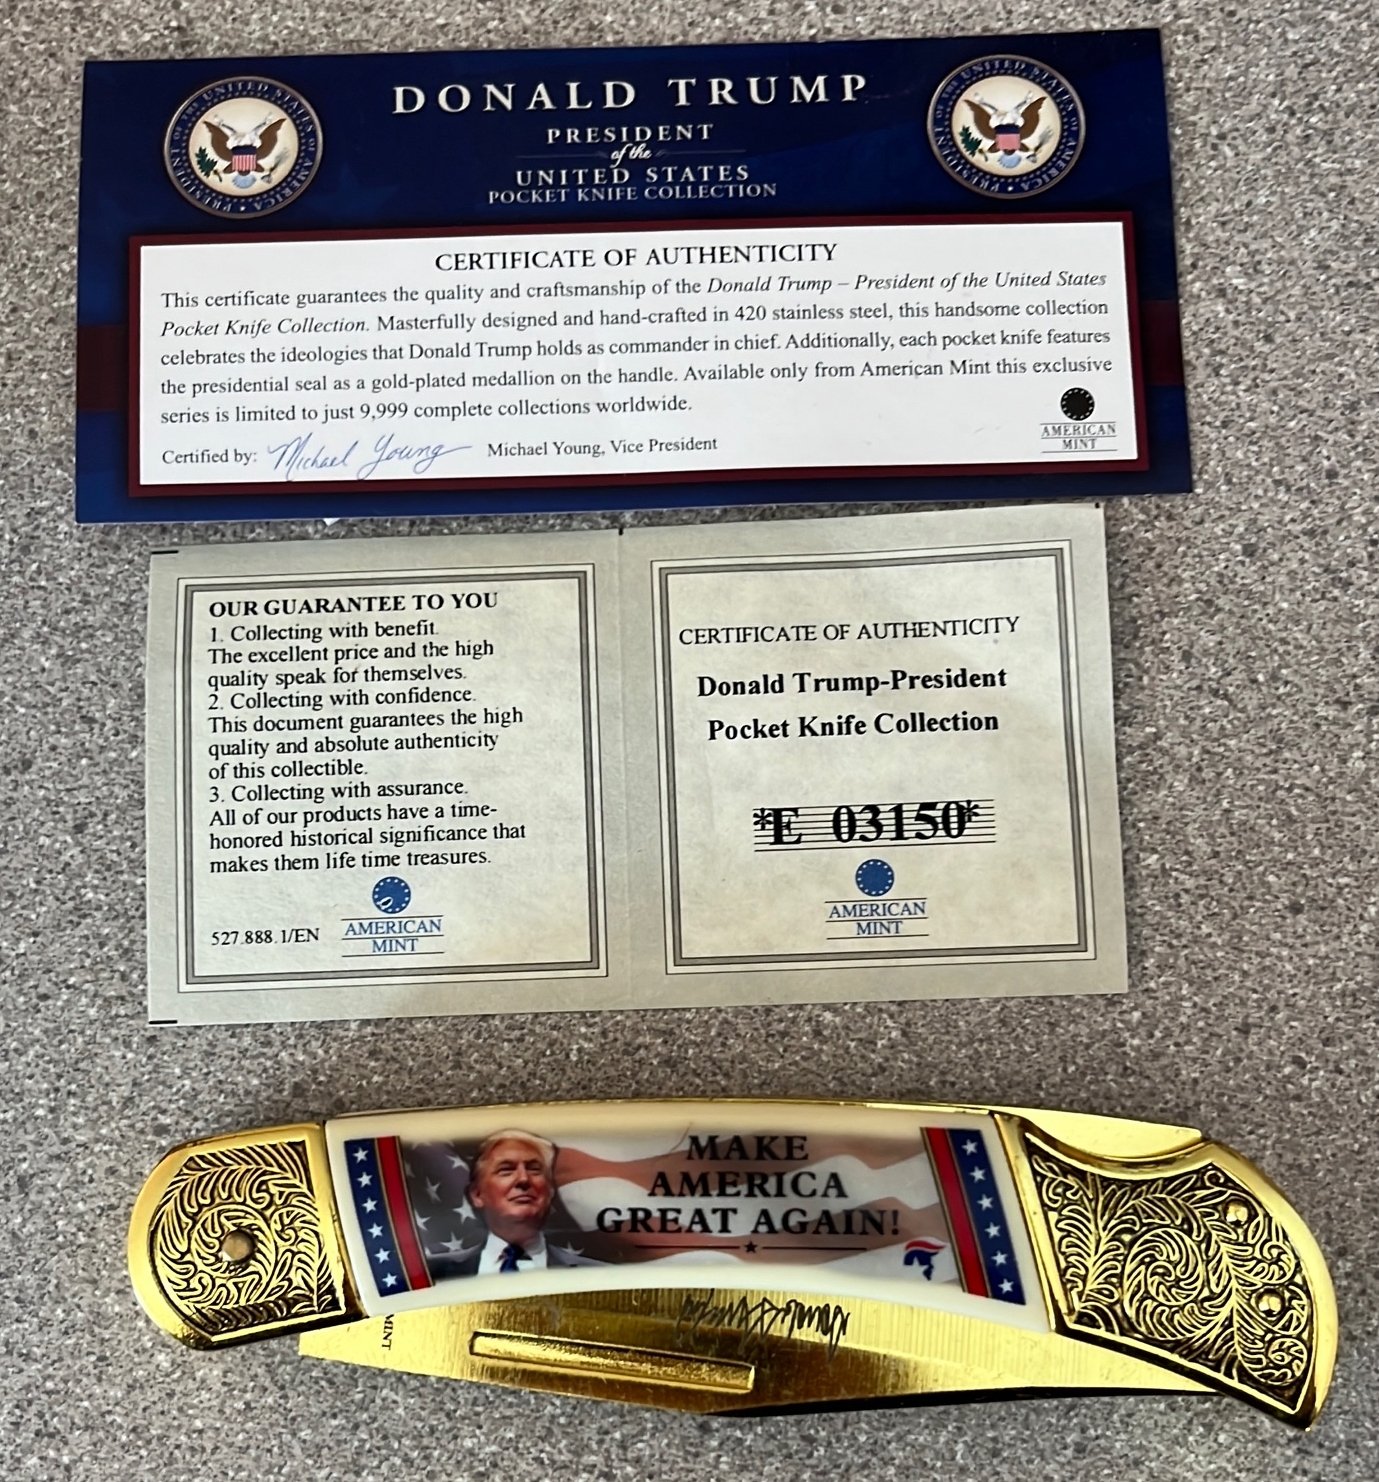 DONALD TRUMP
PRESIDENT
of the
UNITED STATES
POCKET KNIFE COLLECTION
CERTIFICATE OF AUTHENTICITY
This certificate guarantees the quality and craftsmanship of the Donald Trump – President of the United States
Pocket Knife Collection. Masterfully designed and hand-crafted in 420 stainless steel, this handsome collection
celebrates the ideologies that Donald Trump holds as commander in chief. Additionally, each pocket knife features
the presidential seal as a gold-plated medallion on the handle. Available only from American Mint this exclusive
series is limited to just 9,999 complete collections worldwide.
Certified by: Michael Young Michael Young, Vice President
AMERICAN
MINT
OUR GUARANTEE TO YOU
1. Collecting with benefit.
The excellent price and the high
quality speak for themselves.
2. Collecting with confidence.
This document guarantees the high
quality and absolute authenticity
of this collectible.
3. Collecting with assurance.
All of our products have a time-
honored historical significance that
makes them life time treasures.
527.888.1/EN
AMERICAN
MINT
CERTIFICATE OF AUTHENTICITY
Donald Trump-President
Pocket Knife Collection
*E 03150*
AMERICAN
MINT
MAKE
AMERICA
GREAT AGAIN!
MINT